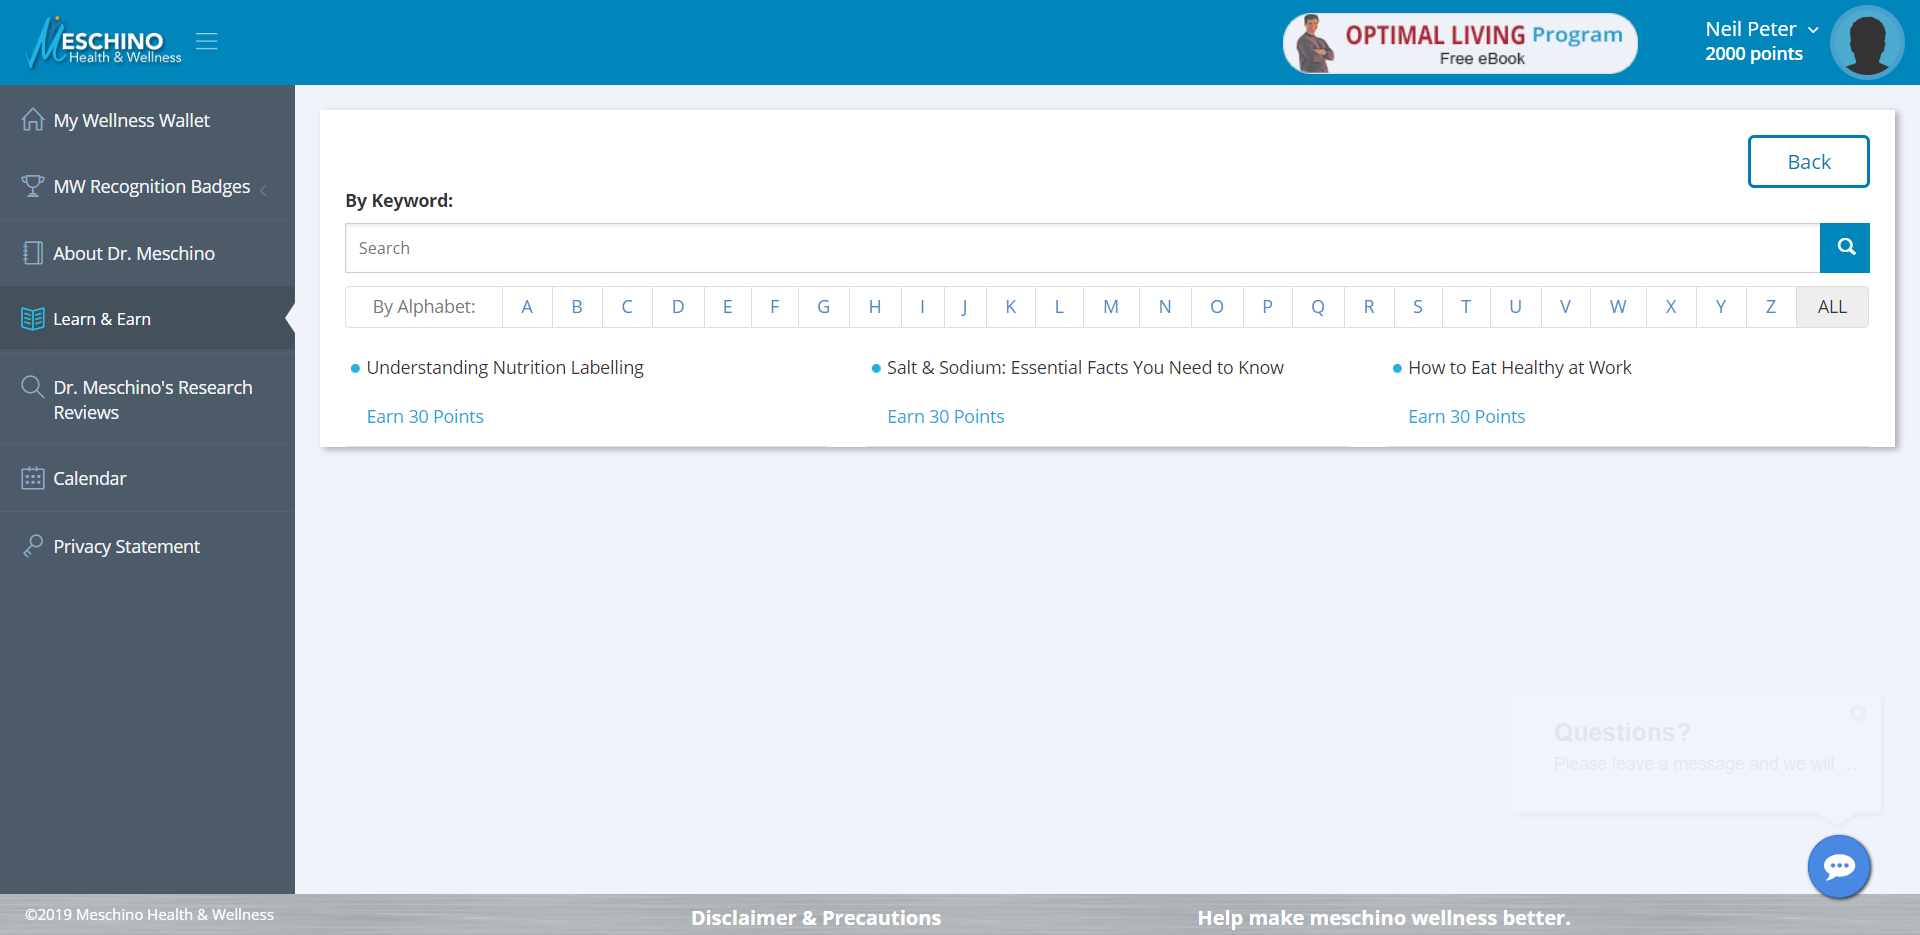 MESCHINO
Health & Wellness
OPTIMAL LIVING Program
Free eBook
Neil Peter
2000 points
My Wellness Wallet
MW Recognition Badges
About Dr. Meschino
Learn & Earn
Dr. Meschino's Research
Reviews
Calendar
Privacy Statement
Back
By Keyword:
Search
By Alphabet: A B C D E F G H I J K L M N O P Q R S T U V W X Y Z ALL
Understanding Nutrition Labelling
Earn 30 Points
Salt & Sodium: Essential Facts You Need to Know
Earn 30 Points
How to Eat Healthy at Work
Earn 30 Points
Questions?
Please leave a message and we will ...
©2019 Meschino Health & Wellness
Disclaimer & Precautions
Help make meschino wellness better.